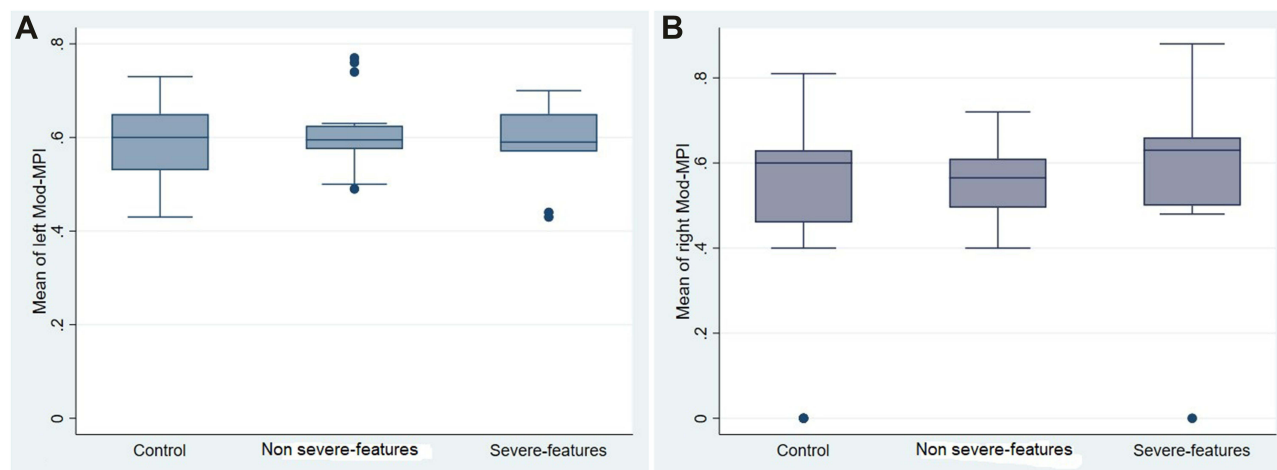 A
Mean of left Mod-MPI
.8
.6
.4
.2
0
Control Non severe-features Severe-features
B
Mean of right Mod-MPI
.8
.6
.4
.2
0
Control Non severe-features Severe-features